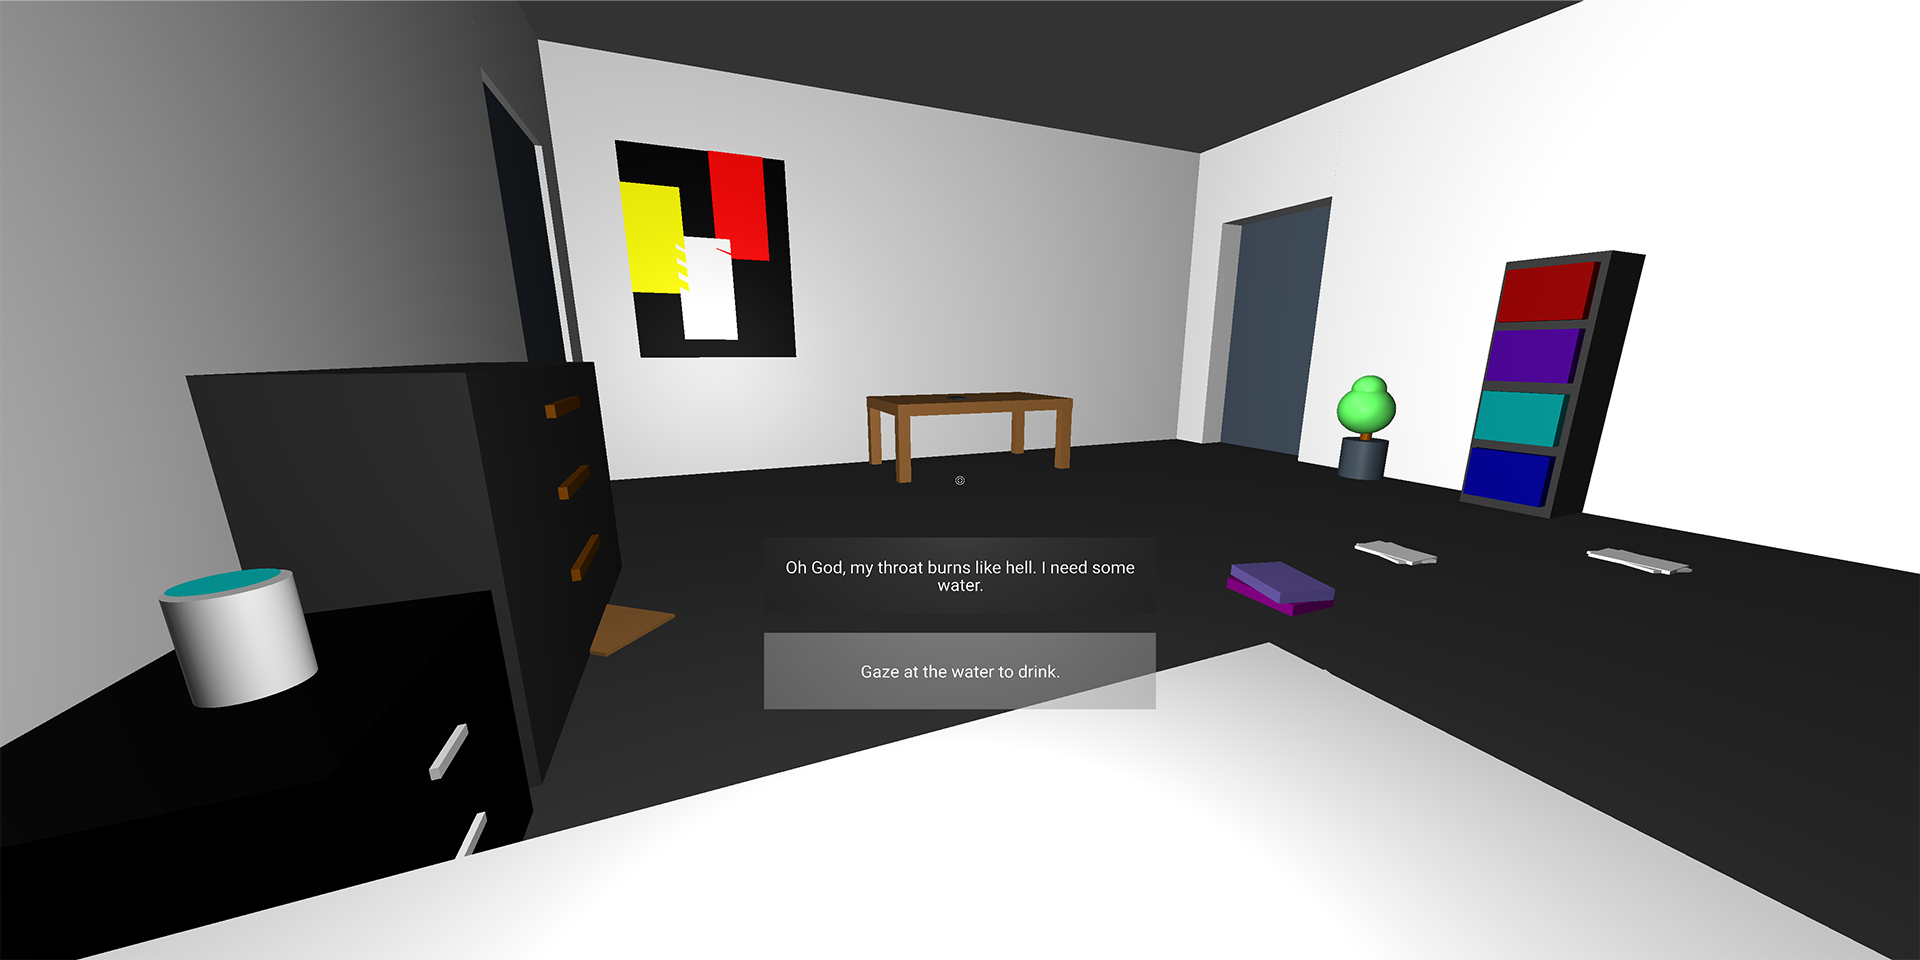 Oh God, my throat burns like hell. I need some
water.
Gaze at the water to drink.